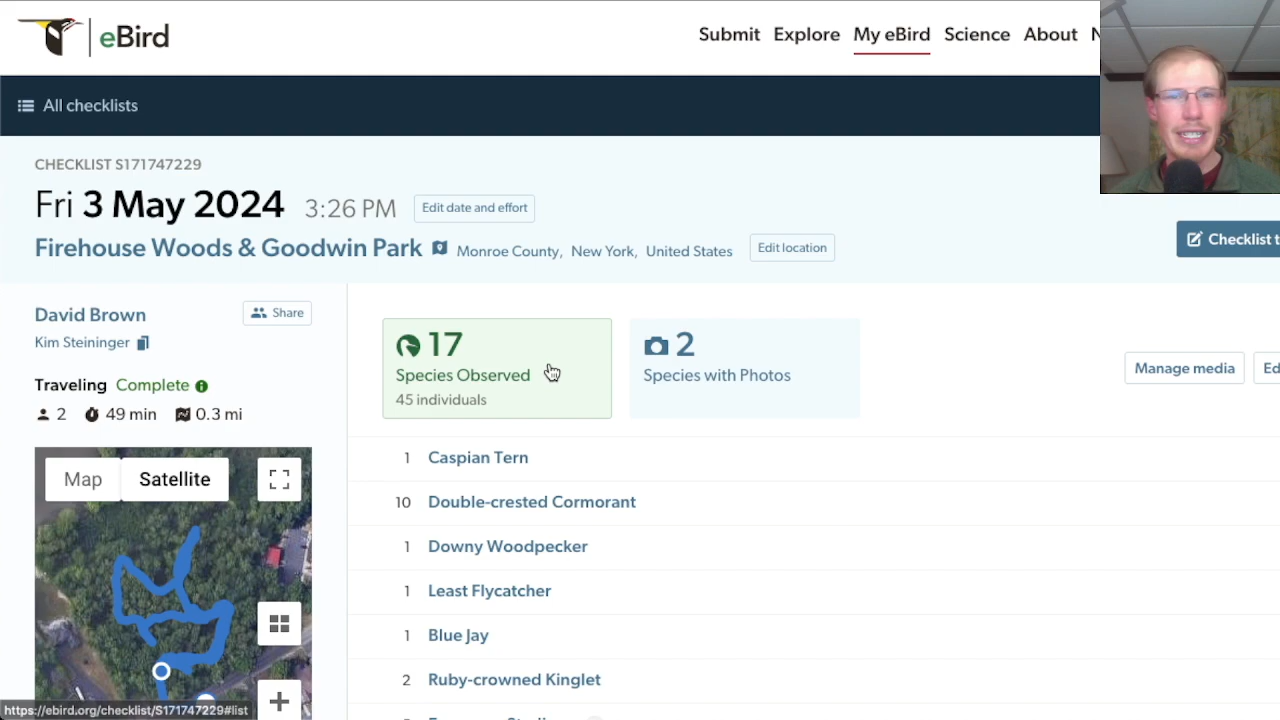 eBird
Submit Explore My eBird Science About N
All checklists
CHECKLIST S171747229
Fri 3 May 2024 3:26 PM Edit date and effort
Firehouse Woods & Goodwin Park Monroe County, New York, United States Edit location
Checklist t
David Brown Share
Kim Steininger
Traveling Complete
2 49 min 0.3 mi
Map Satellite
17
Species Observed
45 individuals
2
Species with Photos
Manage media Ed
1 Caspian Tern
10 Double-crested Cormorant
1 Downy Woodpecker
1 Least Flycatcher
1 Blue Jay
2 Ruby-crowned Kinglet
https://ebird.org/checklist/S171747229#list